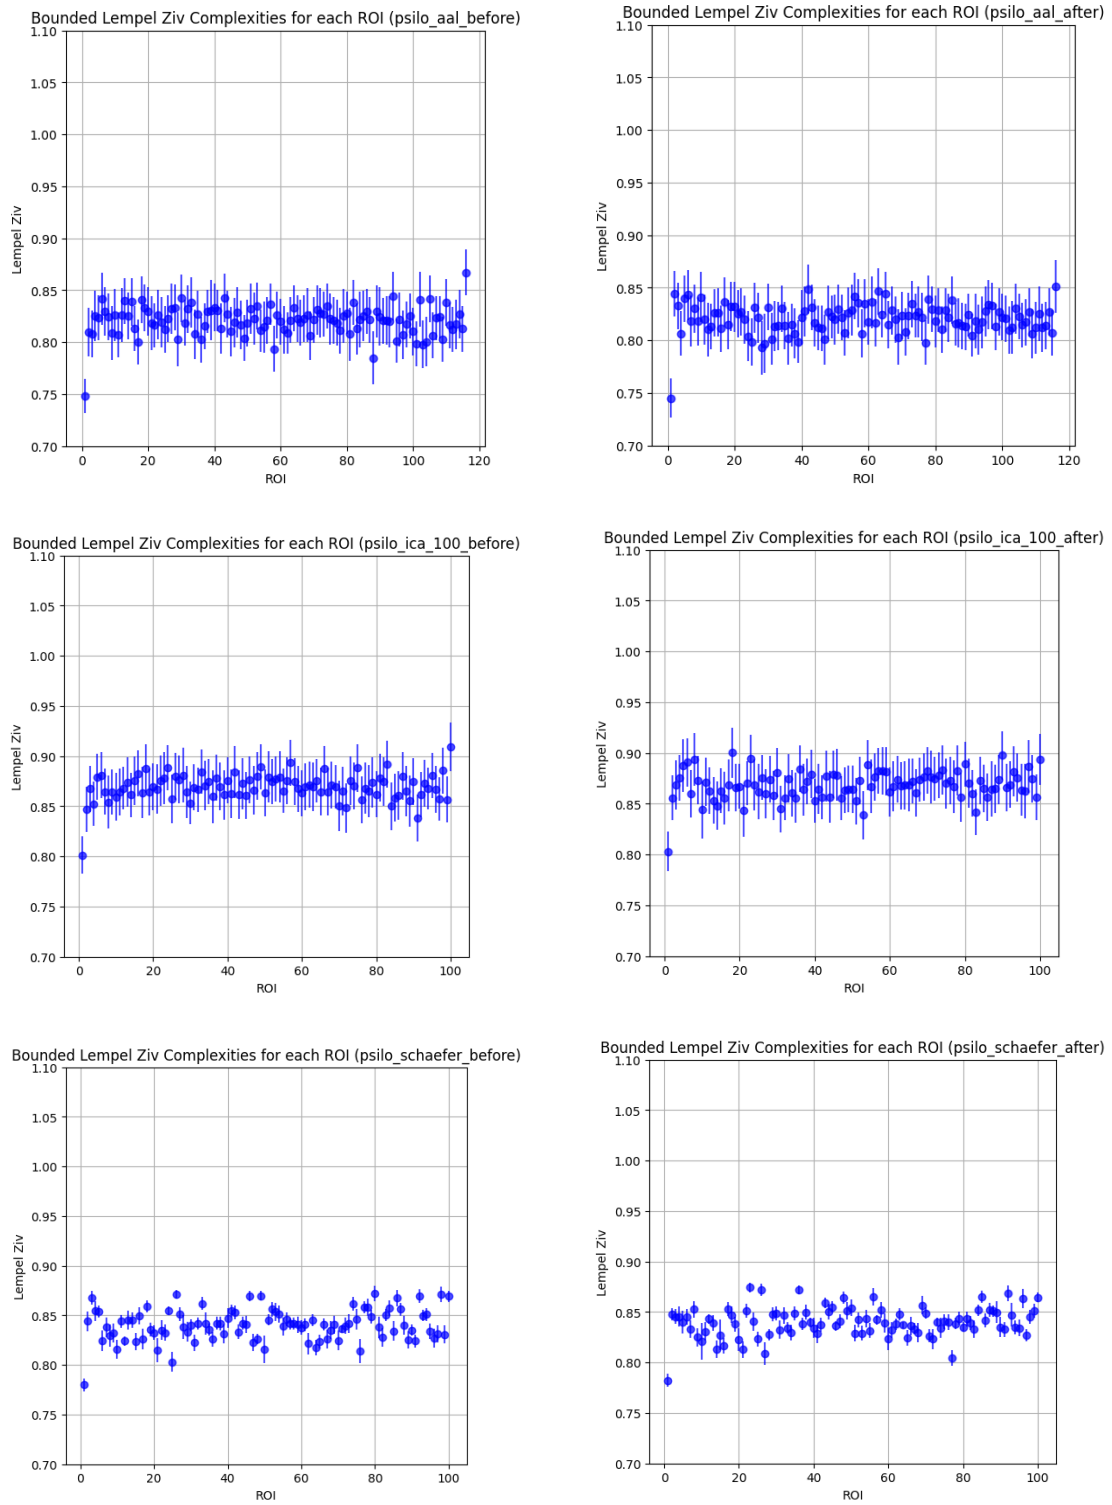 Bounded Lempel Ziv Complexities for each ROI (psilo_aal_before)
1.10
1.05
1.00
0.95
0.90
0.85
0.80
0.75
0.70
Lempel Ziv
0 20 40 60 80 100 120
ROI
Bounded Lempel Ziv Complexities for each ROI (psilo_aal_after)
1.10
1.05
1.00
0.95
0.90
0.85
0.80
0.75
0.70
Lempel Ziv
0 20 40 60 80 100 120
ROI
Bounded Lempel Ziv Complexities for each ROI (psilo_ica_100_before)
1.10
1.05
1.00
0.95
0.90
0.85
0.80
0.75
0.70
Lempel Ziv
0 20 40 60 80 100
ROI
Bounded Lempel Ziv Complexities for each ROI (psilo_ica_100_after)
1.10
1.05
1.00
0.95
0.90
0.85
0.80
0.75
0.70
Lempel Ziv
0 20 40 60 80 100
ROI
Bounded Lempel Ziv Complexities for each ROI (psilo_schaefer_before)
1.10
1.05
1.00
0.95
0.90
0.85
0.80
0.75
0.70
Lempel Ziv
0 20 40 60 80 100
ROI
Bounded Lempel Ziv Complexities for each ROI (psilo_schaefer_after)
1.10
1.05
1.00
0.95
0.90
0.85
0.80
0.75
0.70
Lempel Ziv
0 20 40 60 80 100
ROI